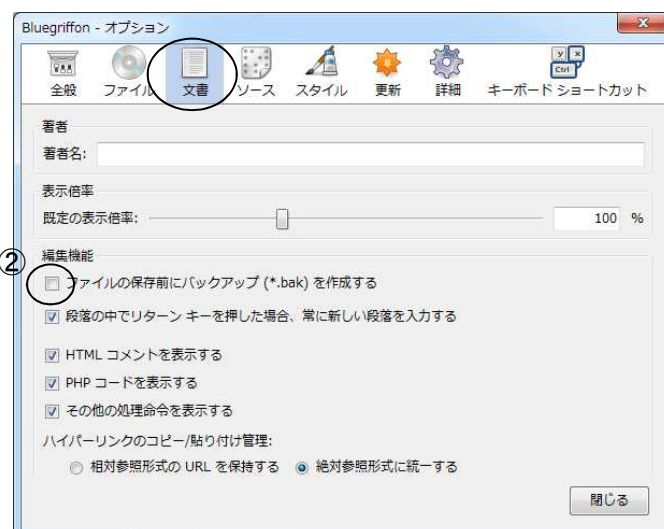 Bluegriffon - オプション
全般 ファイル 文書 ソース スタイル 更新 詳細 キーボード ショートカット
著者
著者名:
表示倍率
既定の表示倍率: 100 %
編集機能
②
ファイルの保存前にバックアップ (*.bak) を作成する
段落の中でリターン キーを押した場合、常に新しい段落を入力する
HTML コメントを表示する
PHP コードを表示する
その他の処理命令を表示する
ハイパーリンクのコピー/貼り付け管理:
相対参照形式の URL を保持する 絶対参照形式に統一する
閉じる